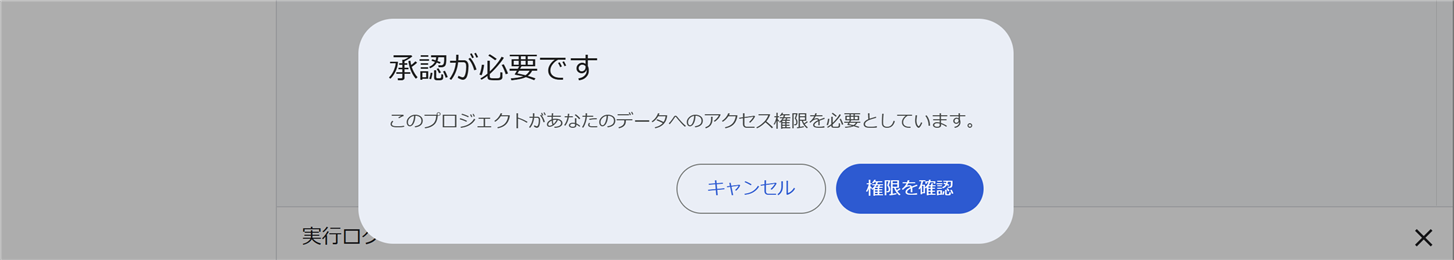 承認が必要です
このプロジェクトがあなたのデータへのアクセス権限を必要としています。
キャンセル
権限を確認
実行ログ